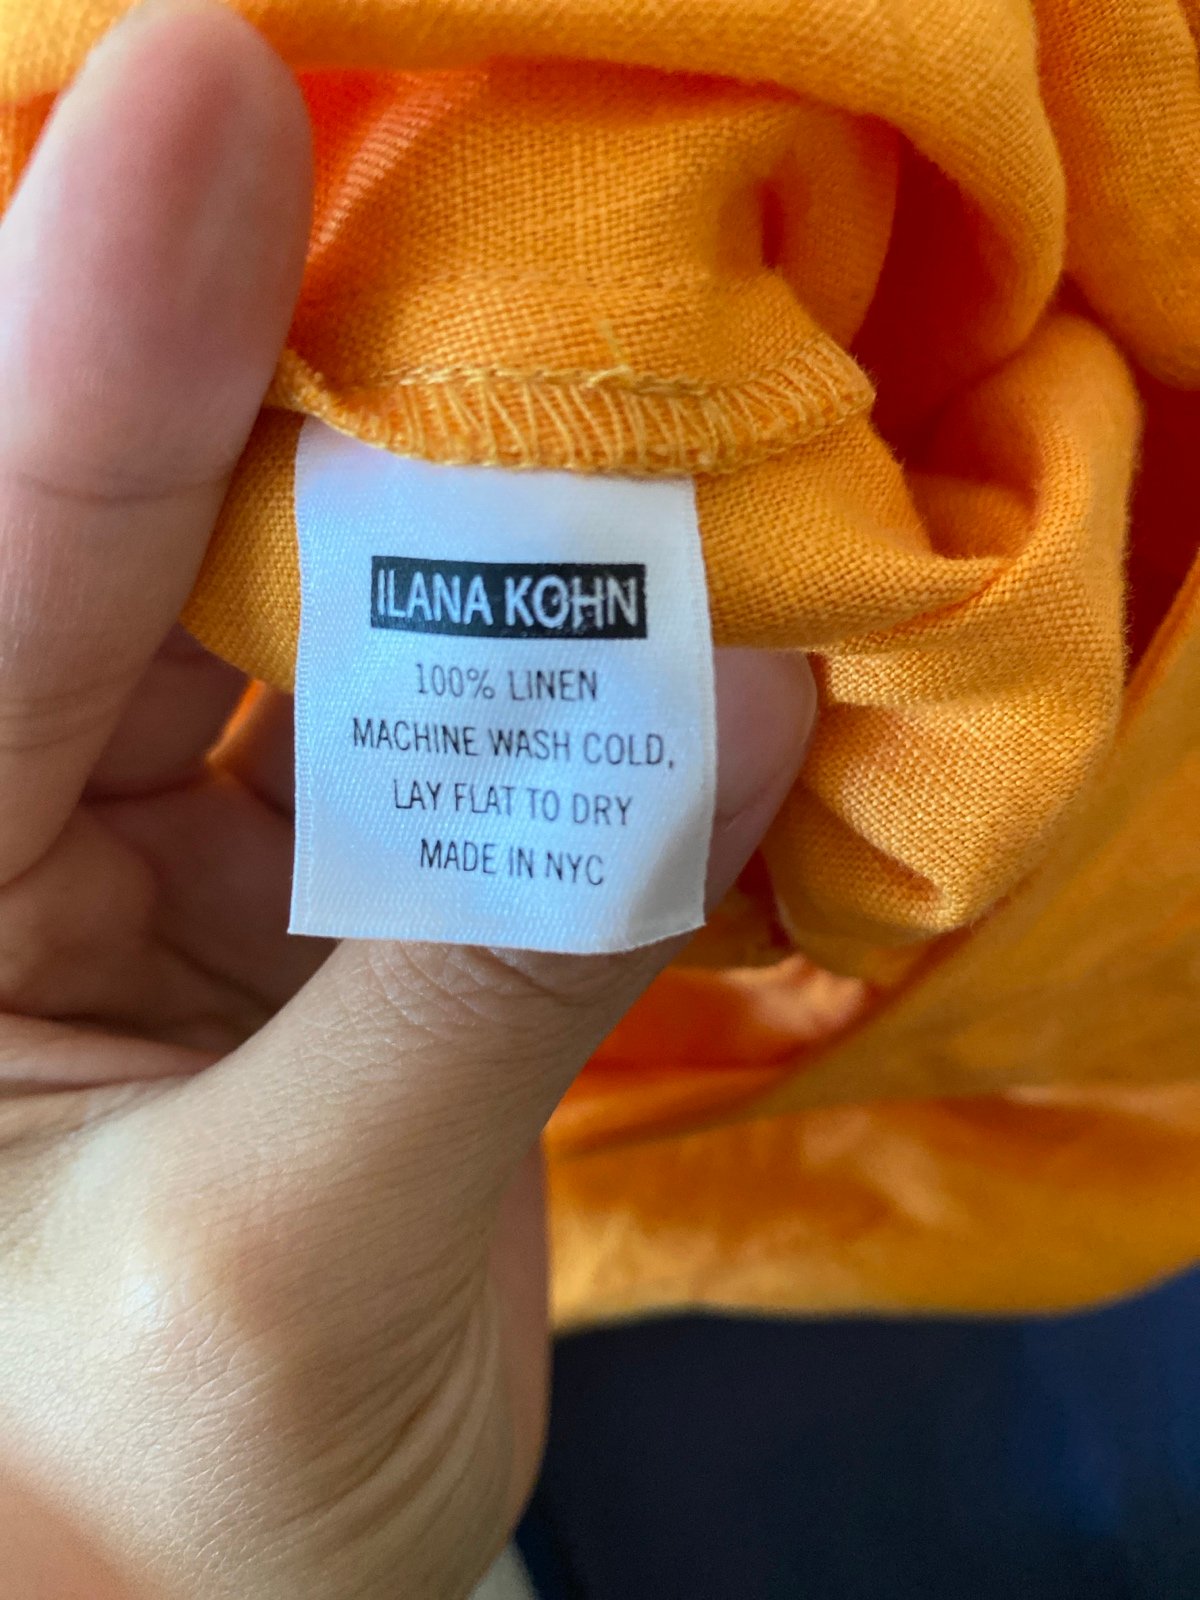 ILANA KOHN
100% LINEN
MACHINE WASH COLD,
LAY FLAT TO DRY
MADE IN NYC